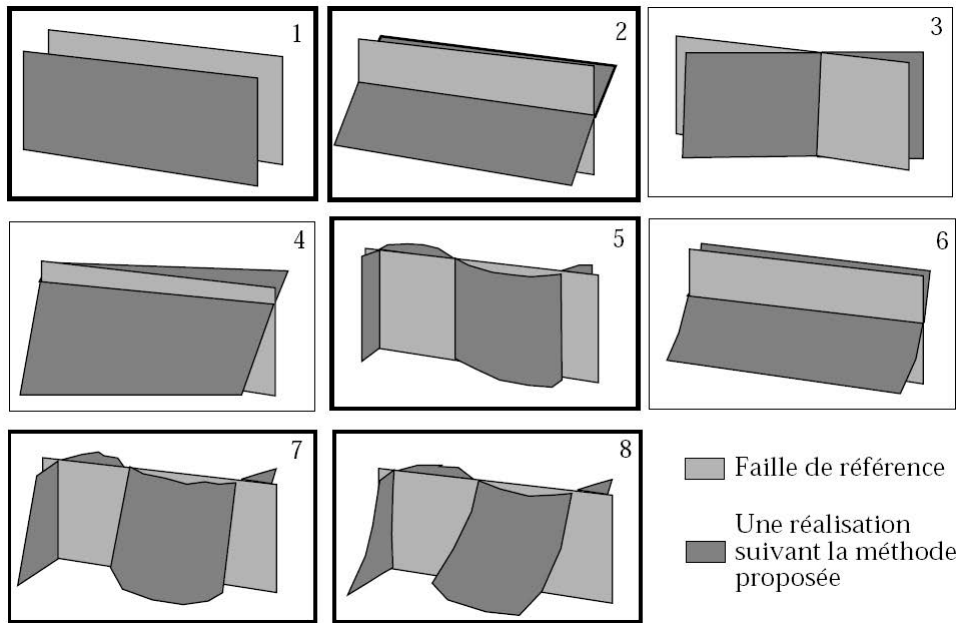 1
2
3
4
5
6
7
8
Faille de référence
Une réalisation
suivant la méthode
proposée